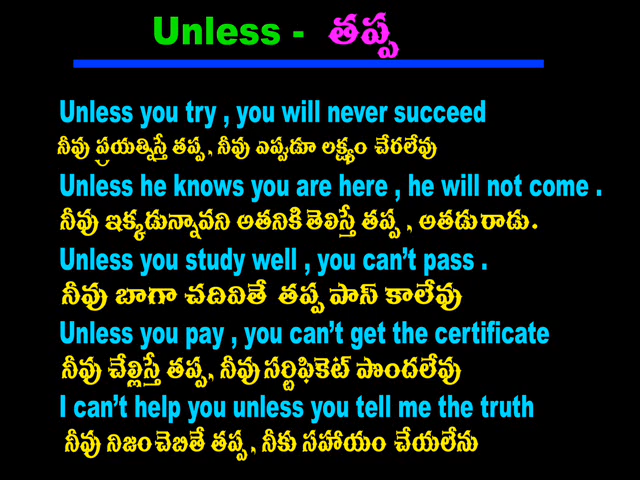 Unless - తప్ప
Unless you try , you will never succeed
నీవు ప్రయత్నిస్తే తప్ప, నీవు ఎప్పడూ లక్ష్యం చేరలేవు
Unless he knows you are here , he will not come .
నీవు ఇక్కడున్నావని అతనికి తెలిస్తే తప్ప , అతడు రాడు.
Unless you study well , you can't pass .
నీవు బాగా చదివితే తప్ప పాస్ కాలేవు
Unless you pay , you can't get the certificate
నీవు చేల్లిస్తే తప్ప, నీవు సర్టిఫికెట్ పొందలేవు
I can't help you unless you tell me the truth
నీవు నిజం చెబితే తప్ప, నీకు సహాయం చేయలేను